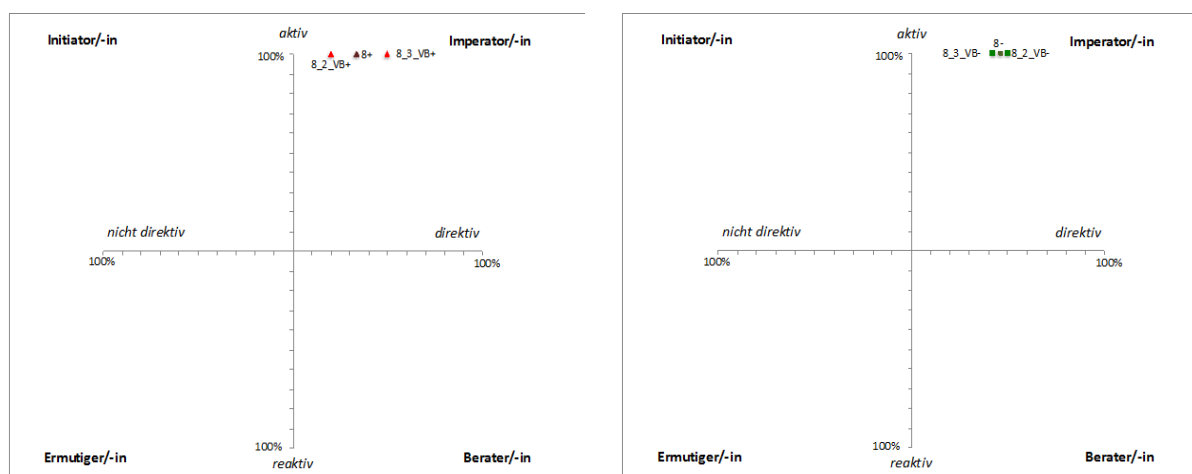 aktiv
Initiator/-in
Imperator/-in
100%
8_2_VB+
8+
8_3_VB+
nicht direktiv
direktiv
100%
100%
100%
Ermutiger/-in
reaktiv
Berater/-in
aktiv
Initiator/-in
Imperator/-in
8-
100%
8_3_VB-
8_2_VB-
nicht direktiv
direktiv
100%
100%
100%
Ermutiger/-in
reaktiv
Berater/-in